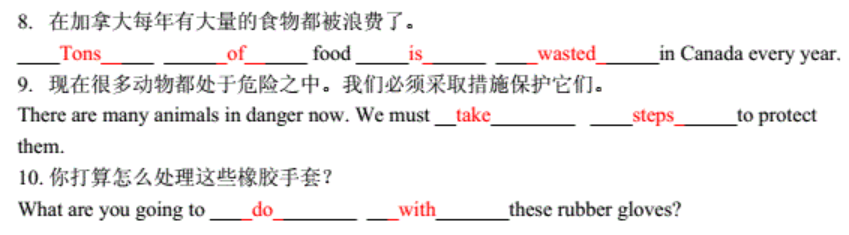 8. 在加拿大每年有大量的食物都被浪费了。
____Tons_____ ______of______ food _____is______ ____wasted______in Canada every year.
9. 现在很多动物都处于危险之中。我们必须采取措施保护它们。
There are many animals in danger now. We must __take________ ____steps______to protect
them.
10. 你打算怎么处理这些橡胶手套？
What are you going to ____do________ ___with_______these rubber gloves?